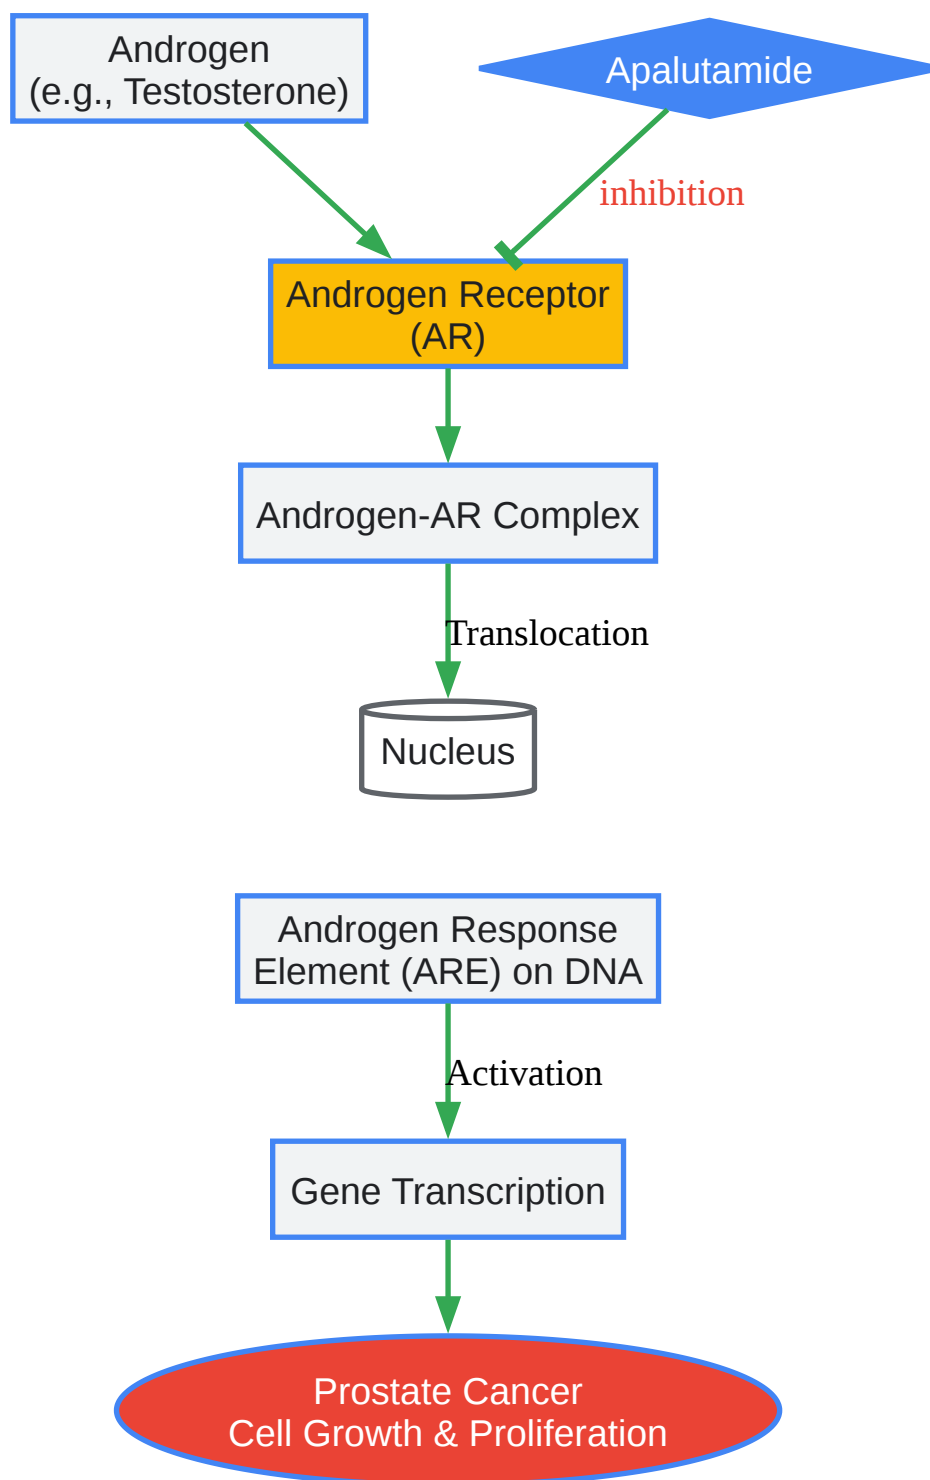 Androgen
(e.g., Testosterone)
Apalutamide
inhibition
Androgen Receptor
(AR)
Androgen-AR Complex
Translocation
Nucleus
Androgen Response
Element (ARE) on DNA
Activation
Gene Transcription
Prostate Cancer
Cell Growth & Proliferation